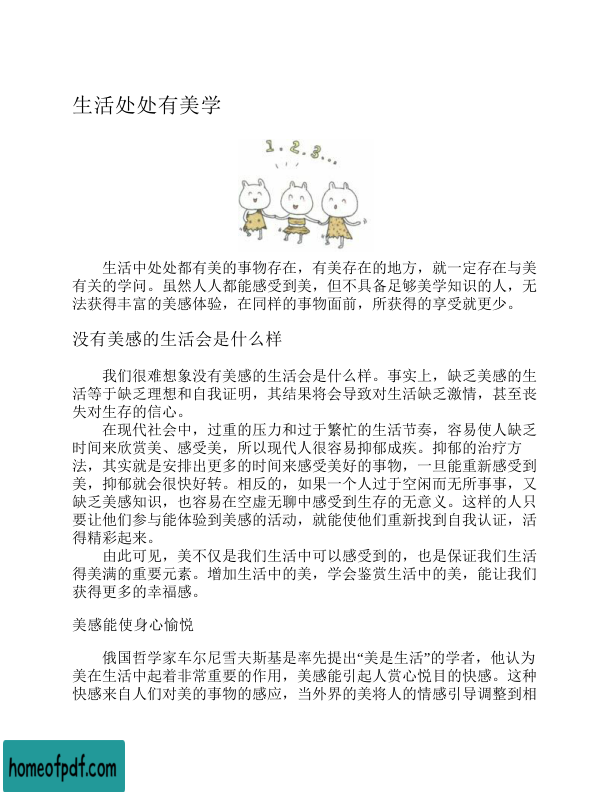 生活处处有美学
1.2.3...
生活中处处都有美的事物存在，有美存在的地方，就一定存在与美
有关的学问。虽然人人都能感受到美，但不具备足够美学知识的人，无
法获得丰富的美感体验，在同样的事物面前，所获得的享受就更少。
没有美感的生活会是什么样
我们很难想象没有美感的生活会是什么样。事实上，缺乏美感的生
活等于缺乏理想和自我证明，其结果将会导致对生活缺乏激情，甚至丧
失对生存的信心。
在现代社会中，过重的压力和过于繁忙的生活节奏，容易使人缺乏
时间来欣赏美、感受美，所以现代人很容易抑郁成疾。抑郁的治疗方
法，其实就是安排出更多的时间来感受美好的事物，一旦能重新感受到
美，抑郁就会很快好转。相反的，如果一个人过于空闲而无所事事，又
缺乏美感知识，也容易在空虚无聊中感受到生存的无意义。这样的人只
要让他们参与能体验到美感的活动，就能使他们重新找到自我认证，活
得精彩起来。
由此可见，美不仅是我们生活中可以感受到的，也是保证我们生活
得美满的重要元素。增加生活中的美，学会鉴赏生活中的美，能让我们
获得更多的幸福感。
美感能使身心愉悦
俄国哲学家车尔尼雪夫斯基是率先提出“美是生活”的学者，他认为
美在生活中起着非常重要的作用，美感能引起人赏心悦目的快感。这种
快感来自人们对美的事物的感应，当外界的美将人的情感引导调整到相
homeofpdf.com